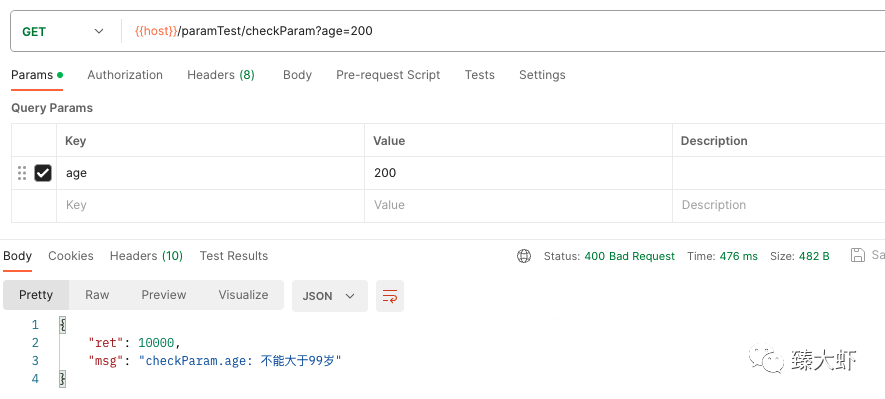 GET {{host}}/paramTest/checkParam?age=200
Params Authorization Headers (8) Body Pre-request Script Tests Settings
Query Params
Key Value Description
age 200
Key Value Description
Body Cookies Headers (10) Test Results Status: 400 Bad Request Time: 476 ms Size: 482 B Sa
Pretty Raw Preview Visualize JSON
1 {
2 "ret": 10000,
3 "msg": "checkParam.age: 不能大于99岁"
4 }
臻大虾